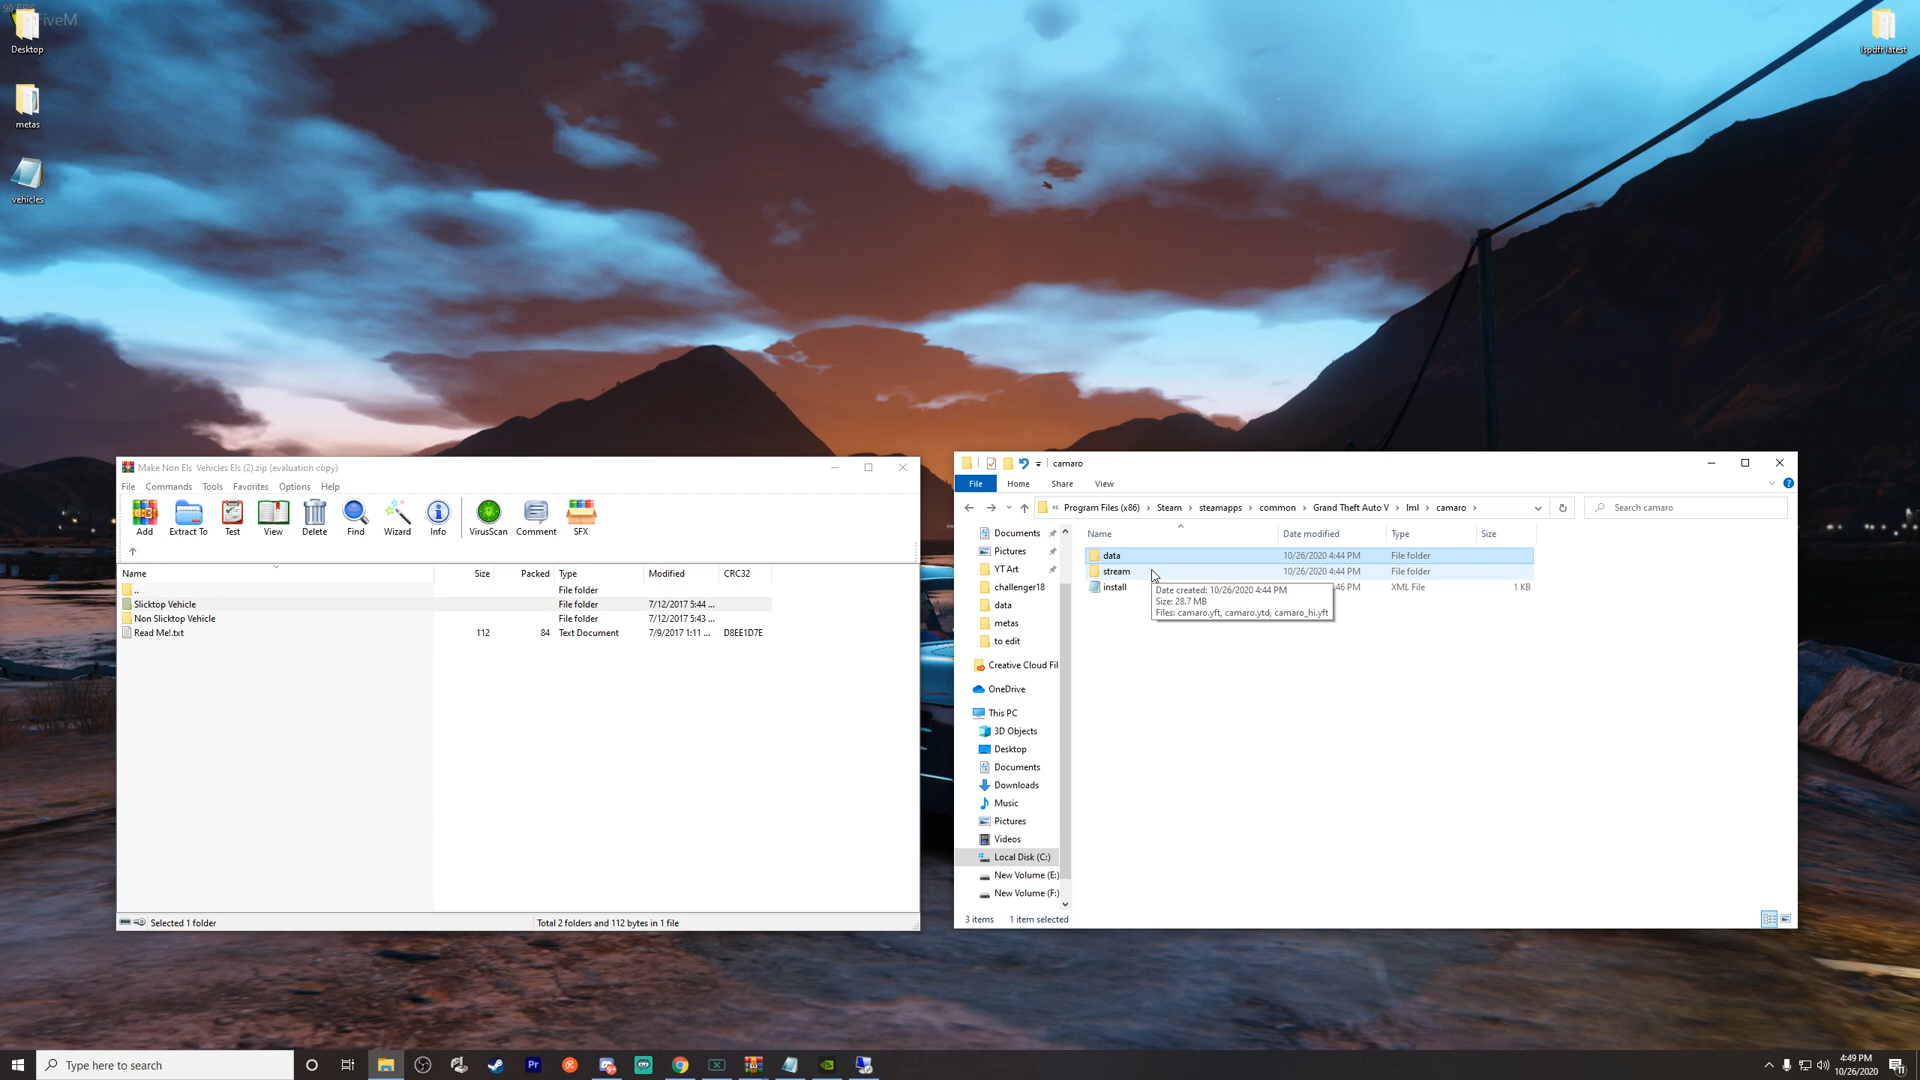 90 FPS
FiveM
Desktop
metas
vehicles
lspdfr latest
Make Non Els Vehicles Els (2).zip (evaluation copy)
File Commands Tools Favorites Options Help
Add Extract To Test View Delete Find Wizard Info VirusScan Comment SFX
Name Size Packed Type Modified CRC32
.. File folder
Slicktop Vehicle File folder 7/12/2017 5:44 ...
Non Slicktop Vehicle File folder 7/12/2017 5:43 ...
Read Me!.txt 112 84 Text Document 7/9/2017 1:11 ... D8EE1D7E
Selected 1 folder Total 2 folders and 112 bytes in 1 file
camaro
File Home Share View
« Program Files (x86) > Steam > steamapps > common > Grand Theft Auto V > lml > camaro >
Search camaro
Documents
Pictures
YT Art
challenger18
data
metas
to edit
Creative Cloud Fil
OneDrive
This PC
3D Objects
Desktop
Documents
Downloads
Music
Pictures
Videos
Local Disk (C:)
New Volume (E:)
New Volume (F:)
Name Date modified Type Size
data 10/26/2020 4:44 PM File folder
stream 10/26/2020 4:44 PM File folder
install :46 PM XML File 1 KB
Date created: 10/26/2020 4:44 PM
Size: 28.7 MB
Files: camaro.yft, camaro.ytd, camaro_hi.yft
3 items 1 item selected
Type here to search
4:49 PM
10/26/2020